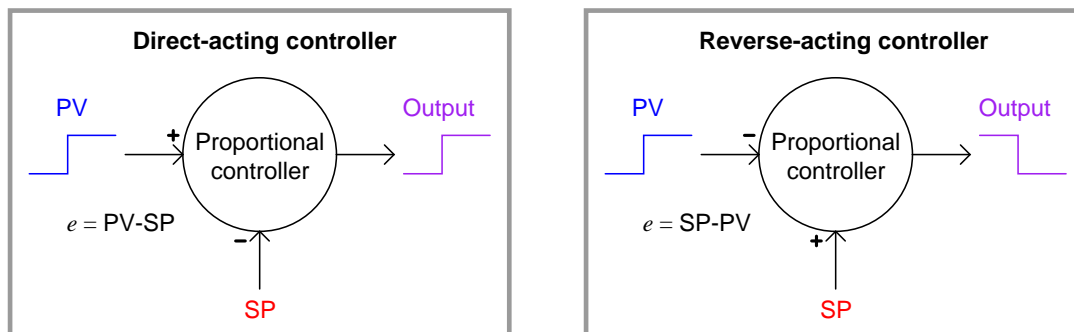 Direct-acting controller
PV
Output
+
Proportional
controller
e = PV-SP
-
SP
Reverse-acting controller
PV
Output
-
Proportional
controller
e = SP-PV
+
SP